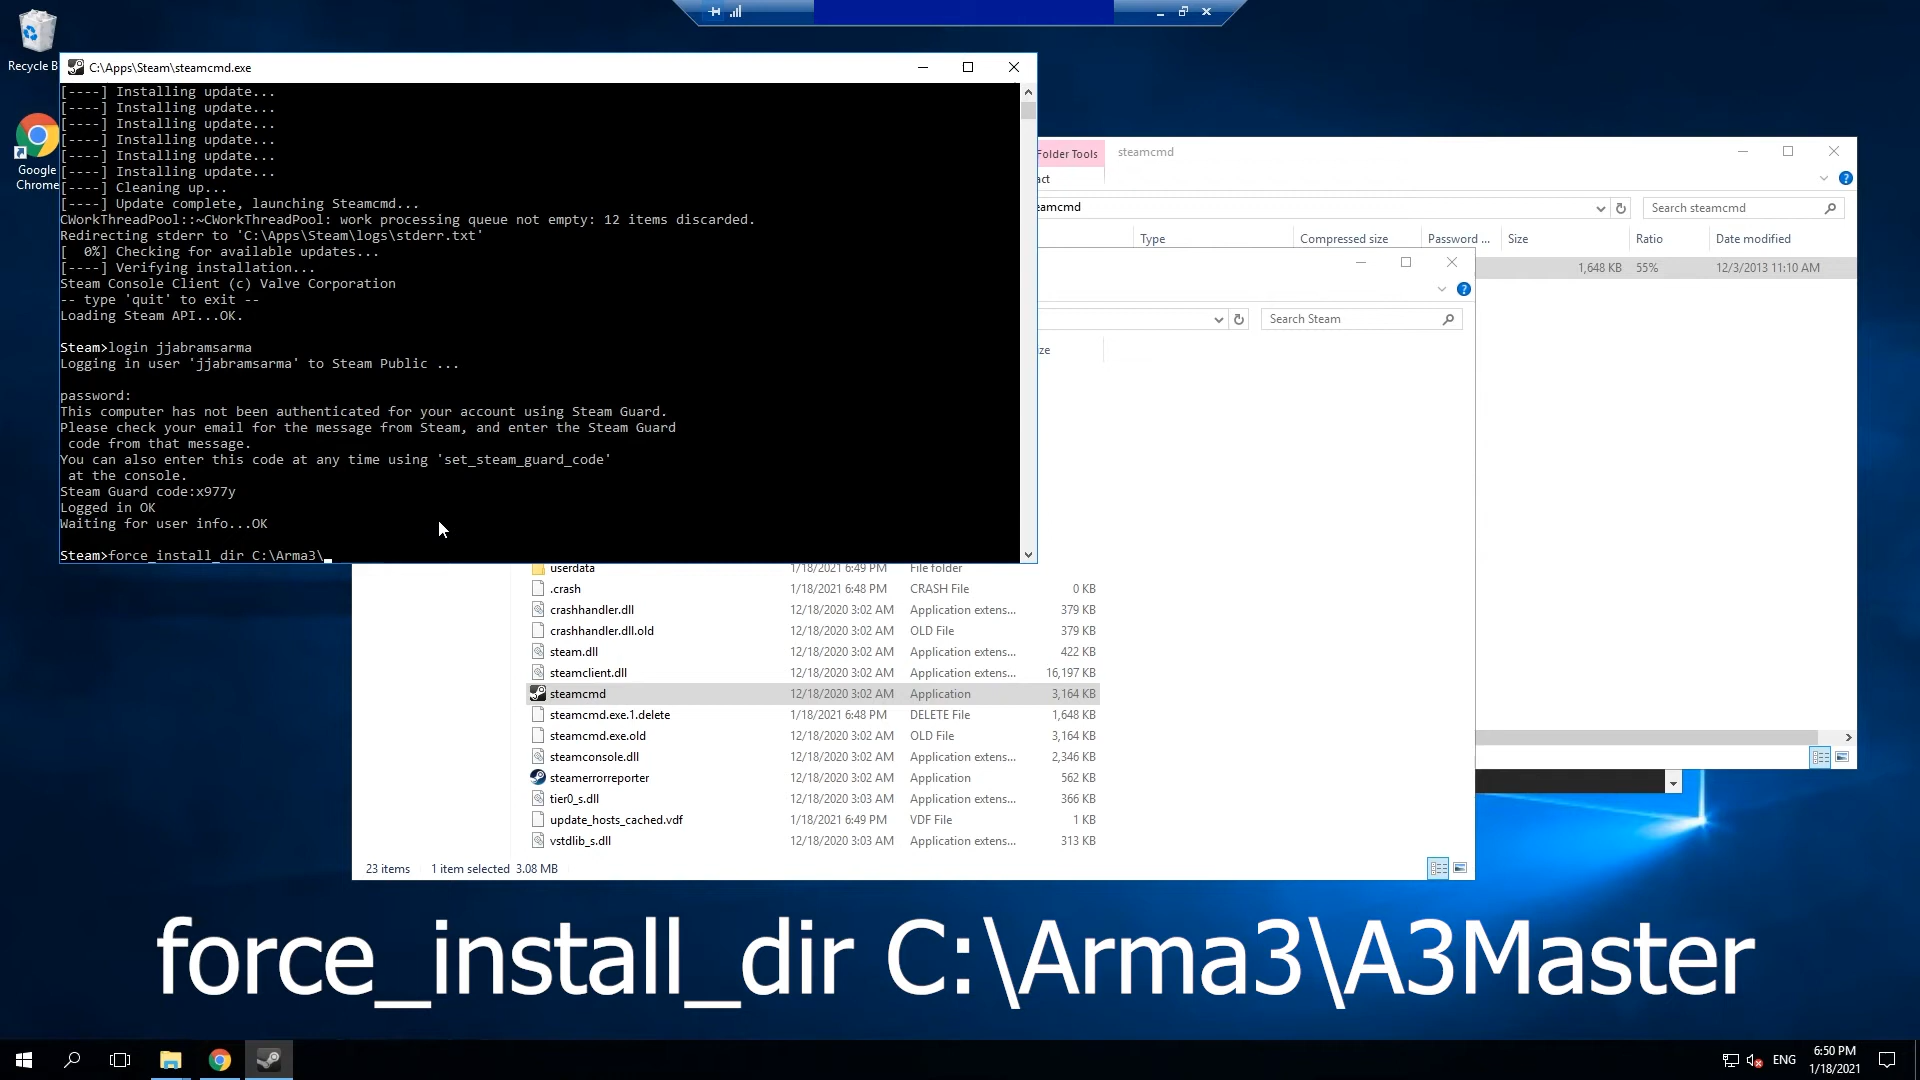 Recycle B
Google
Chrome
C:\Apps\Steam\steamcmd.exe
[----] Installing update...
[----] Installing update...
[----] Installing update...
[----] Installing update...
[----] Installing update...
[----] Installing update...
[----] Cleaning up...
[----] Update complete, launching Steamcmd...
CWorkThreadPool::~CWorkThreadPool: work processing queue not empty: 12 items discarded.
Redirecting stderr to 'C:\Apps\Steam\logs\stderr.txt'
[  0%] Checking for available updates...
[----] Verifying installation...
Steam Console Client (c) Valve Corporation
-- type 'quit' to exit --
Loading Steam API...OK.
Steam>login jjabramsarma
Logging in user 'jjabramsarma' to Steam Public ...
password:
This computer has not been authenticated for your account using Steam Guard.
Please check your email for the message from Steam, and enter the Steam Guard
 code from that message.
You can also enter this code at any time using 'set_steam_guard_code'
 at the console.
Steam Guard code:x977y
Logged in OK
Waiting for user info...OK
Steam>force_install_dir C:\Arma3\_
Folder Tools steamcmd
act
eamcmd Search steamcmd
Type Compressed size Password ... Size Ratio Date modified
1,648 KB 55% 12/3/2013 11:10 AM
Search Steam
ze
userdata 1/18/2021 6:49 PM File folder
.crash 1/18/2021 6:48 PM CRASH File 0 KB
crashhandler.dll 12/18/2020 3:02 AM Application extens... 379 KB
crashhandler.dll.old 12/18/2020 3:02 AM OLD File 379 KB
steam.dll 12/18/2020 3:02 AM Application extens... 422 KB
steamclient.dll 12/18/2020 3:02 AM Application extens... 16,197 KB
steamcmd 12/18/2020 3:02 AM Application 3,164 KB
steamcmd.exe.1.delete 1/18/2021 6:48 PM DELETE File 1,648 KB
steamcmd.exe.old 12/18/2020 3:02 AM OLD File 3,164 KB
steamconsole.dll 12/18/2020 3:02 AM Application extens... 2,346 KB
steamerrorreporter 12/18/2020 3:02 AM Application 562 KB
tier0_s.dll 12/18/2020 3:03 AM Application extens... 366 KB
update_hosts_cached.vdf 1/18/2021 6:49 PM VDF File 1 KB
vstdlib_s.dll 12/18/2020 3:03 AM Application extens... 313 KB
23 items 1 item selected 3.08 MB
force_install_dir C:\Arma3\A3Master
ENG
6:50 PM
1/18/2021